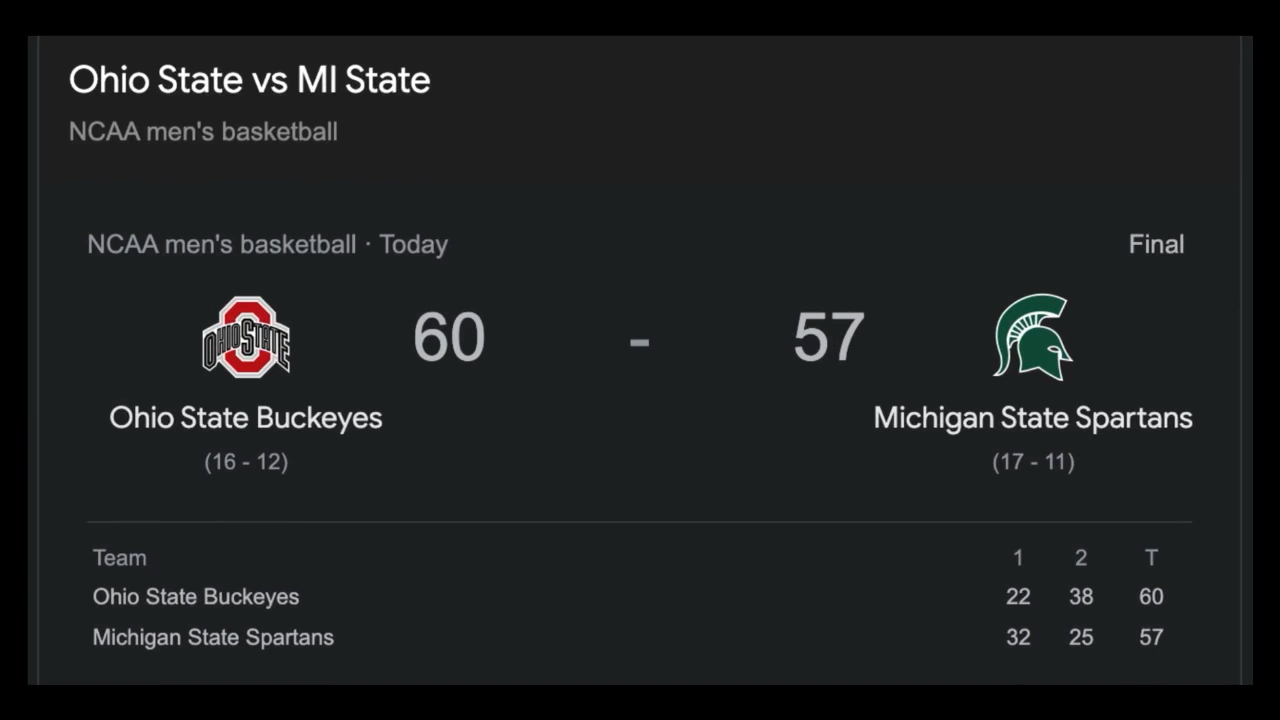 Ohio State vs MI State
NCAA men's basketball
NCAA men's basketball · Today Final
OHIO STATE
60 - 57
Ohio State Buckeyes Michigan State Spartans
(16 - 12) (17 - 11)
Team 1 2 T
Ohio State Buckeyes 22 38 60
Michigan State Spartans 32 25 57